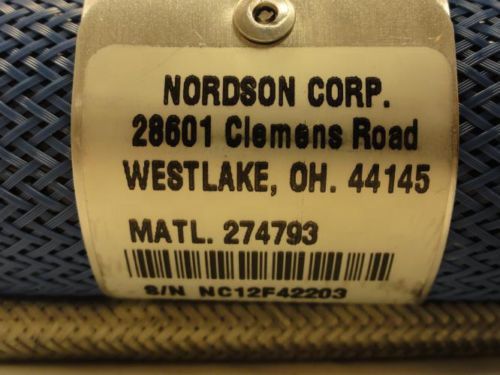 NORDSON CORP.
28601 Clemens Road
WESTLAKE, OH. 44145
MATL. 274793
S/N NC12F42203